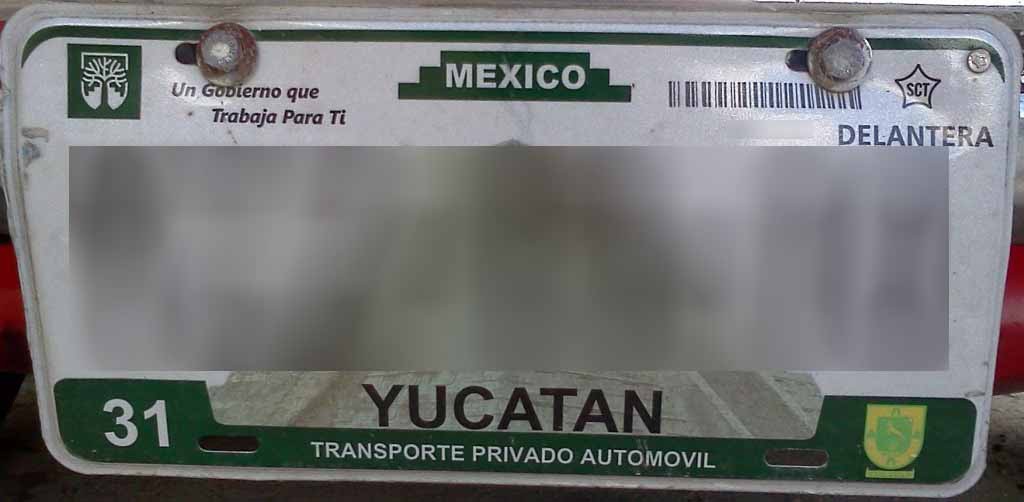 Un Gobierno que
Trabaja Para Ti
MEXICO
SCT
DELANTERA
31
YUCATAN
TRANSPORTE PRIVADO AUTOMOVIL